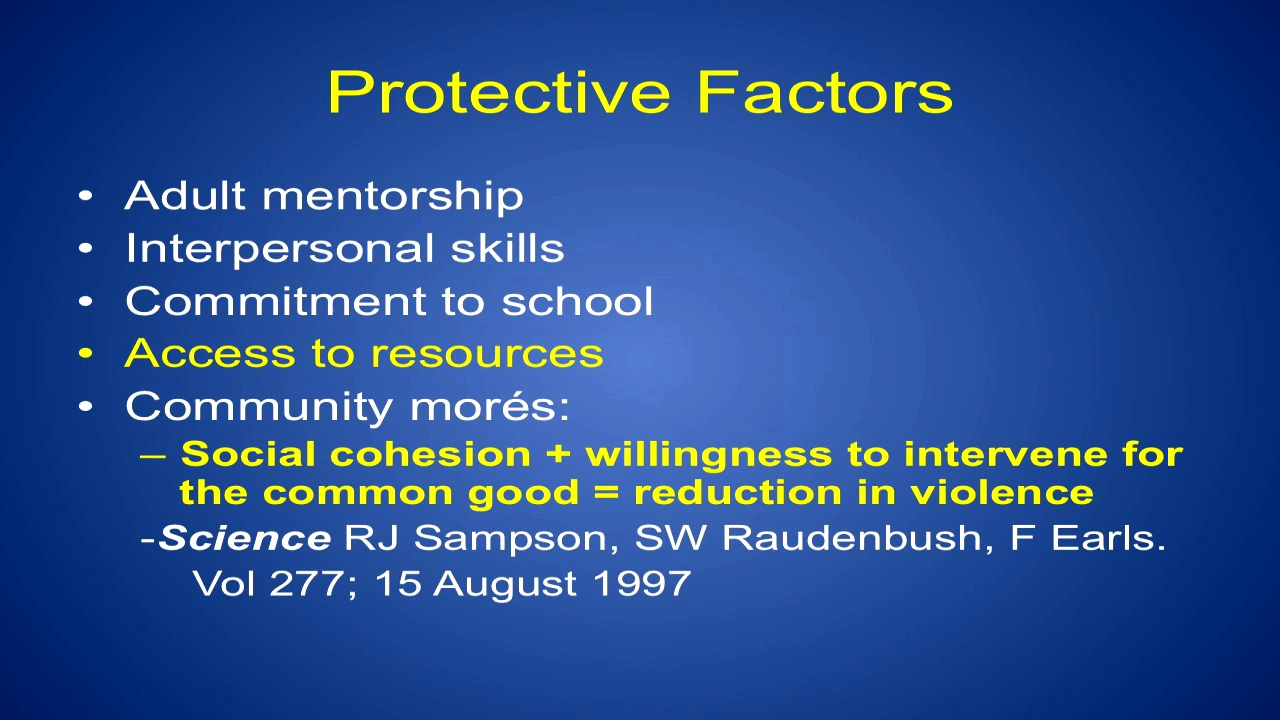 Protective Factors
• Adult mentorship
• Interpersonal skills
• Commitment to school
• Access to resources
• Community morés:
– Social cohesion + willingness to intervene for
the common good = reduction in violence
-Science RJ Sampson, SW Raudenbush, F Earls.
Vol 277; 15 August 1997